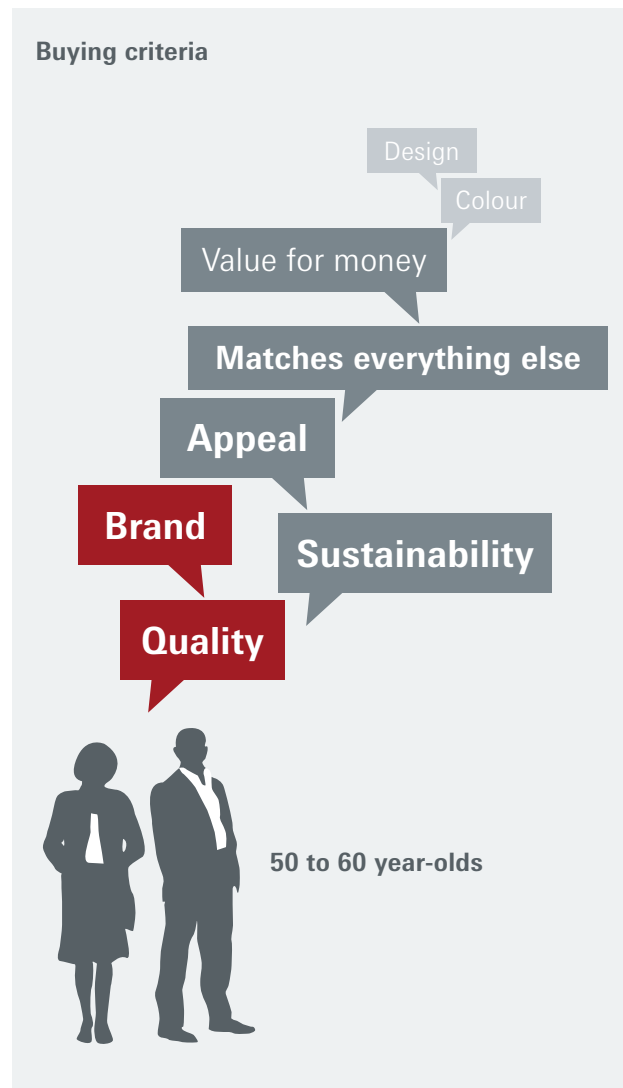 Buying criteria
Design
Colour
Value for money
Matches everything else
Appeal
Brand
Sustainability
Quality
50 to 60 year-olds